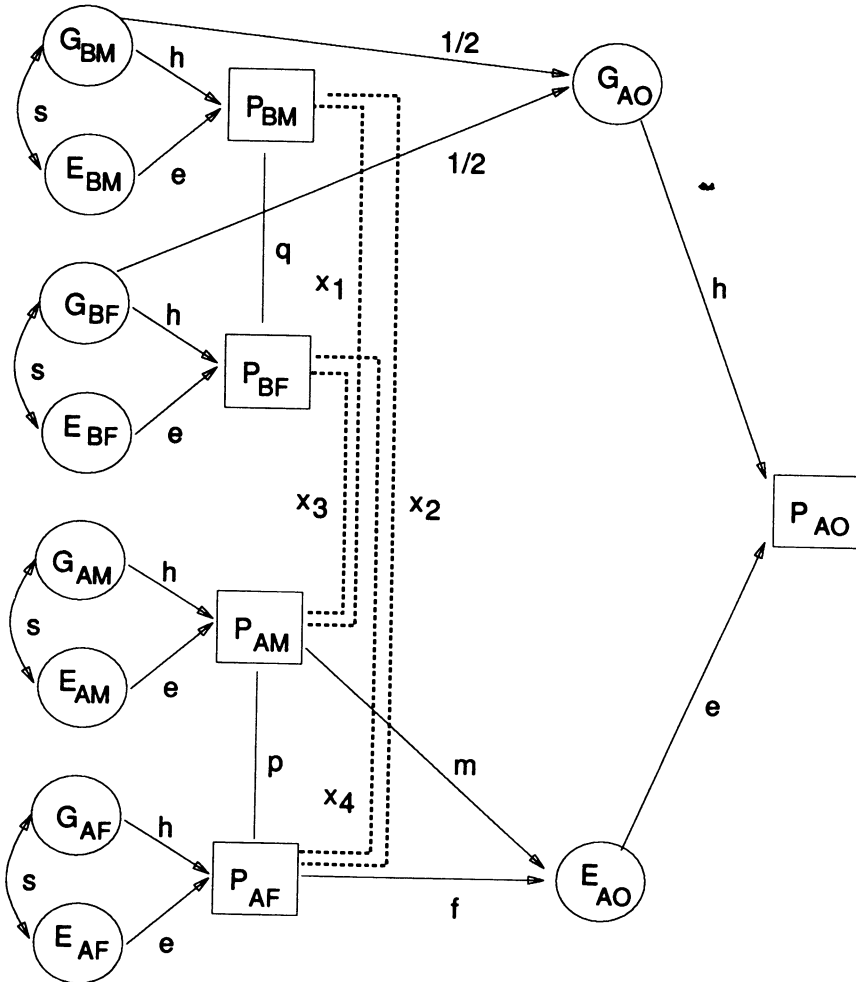 G_BM
h
1/2
G_AO
s
P_BM
E_BM
e
1/2
q
x_1
h
G_BF
h
s
P_BF
E_BF
e
x_3
x_2
P_AO
G_AM
h
s
P_AM
E_AM
e
e
p
m
x_4
G_AF
h
s
P_AF
E_AO
f
E_AF
e